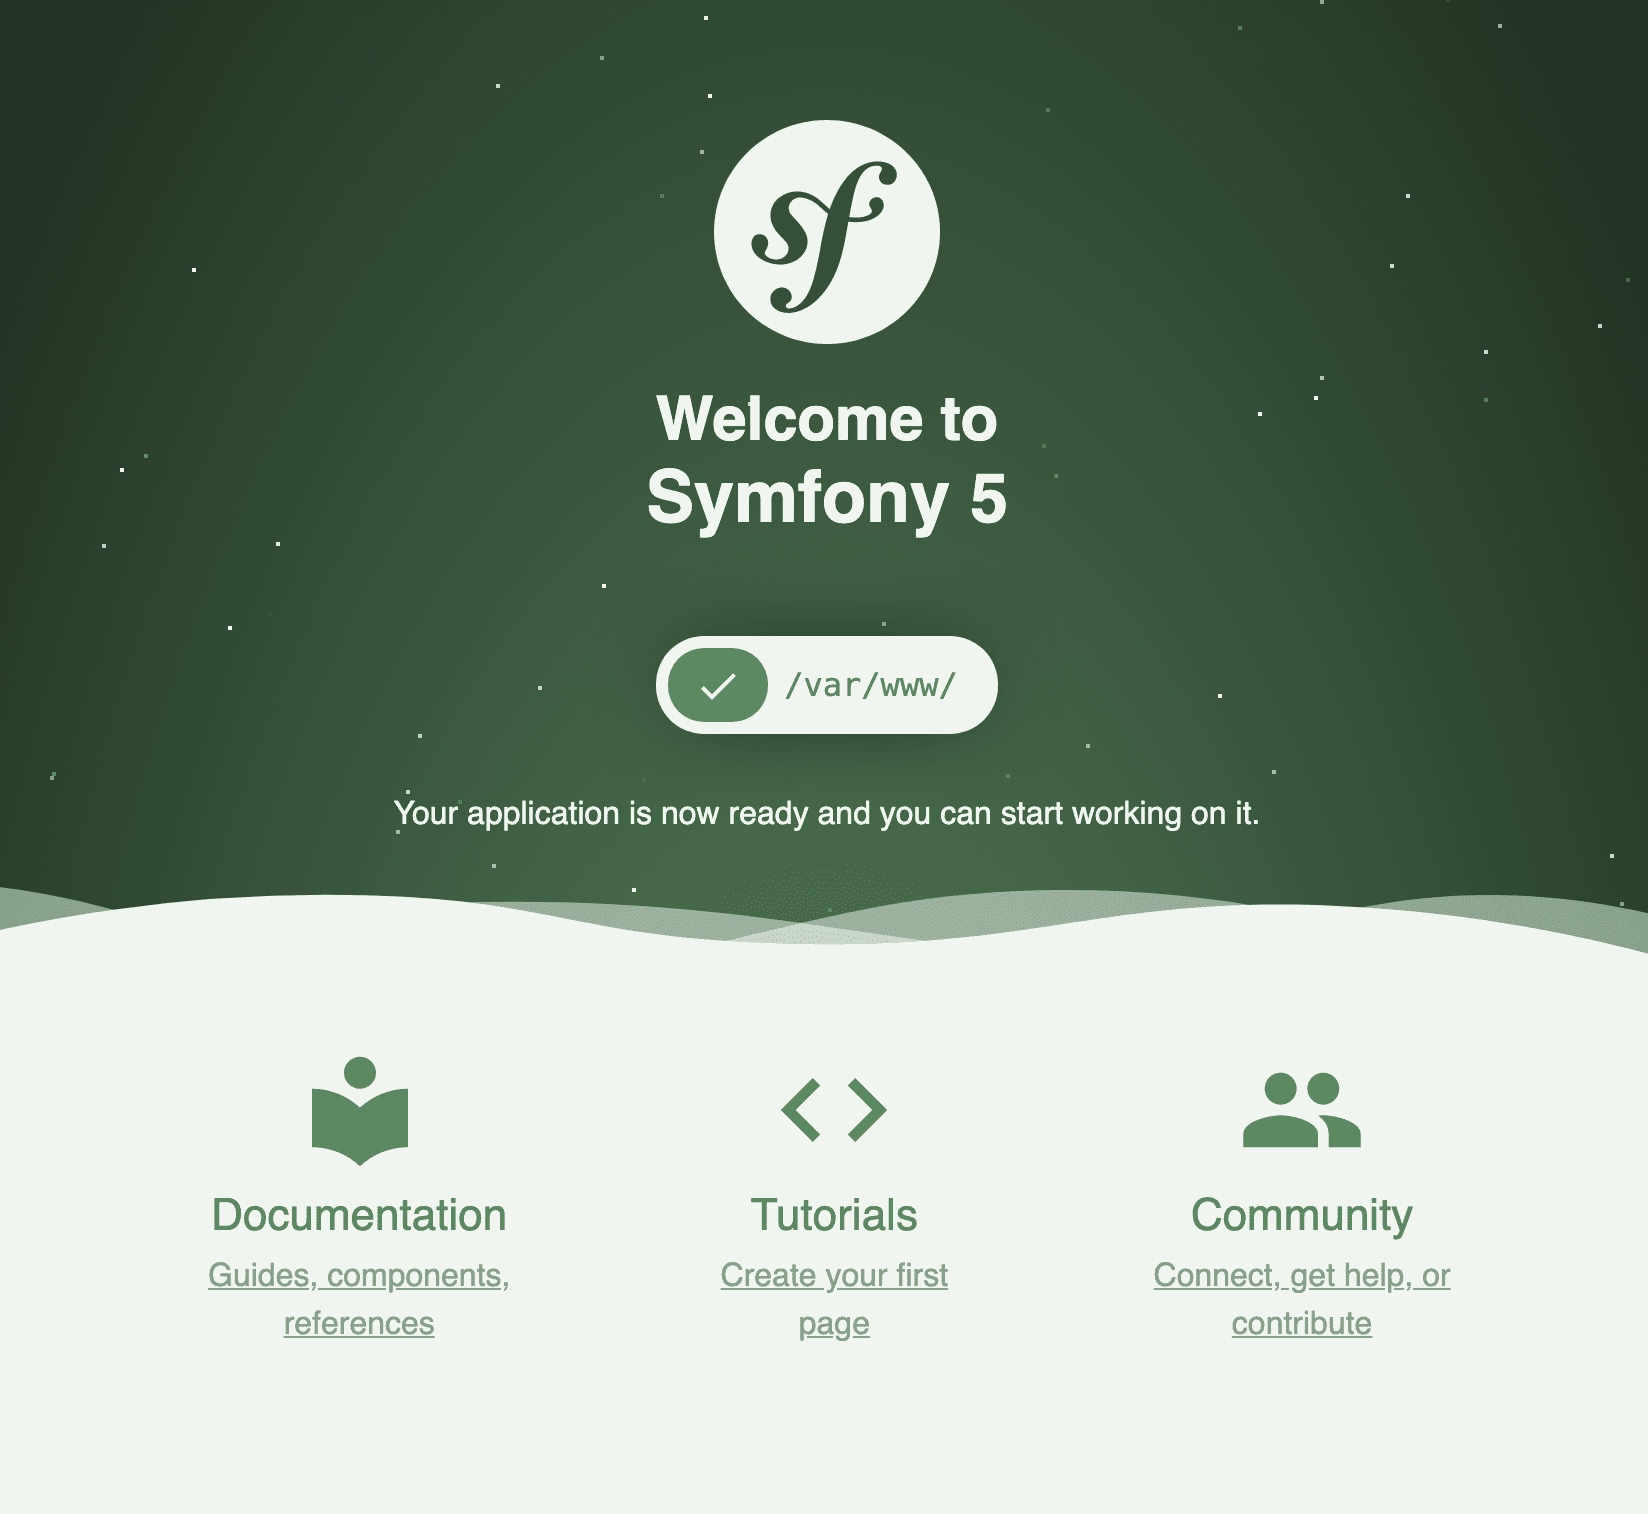 sf
Welcome to
Symfony 5
/var/www/
Your application is now ready and you can start working on it.
Documentation
Guides, components,
references
Tutorials
Create your first
page
Community
Connect, get help, or
contribute